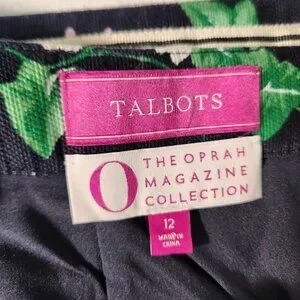 TALBOTS
O THE OPRAH
MAGAZINE
COLLECTION
12
MADE IN
CHINA